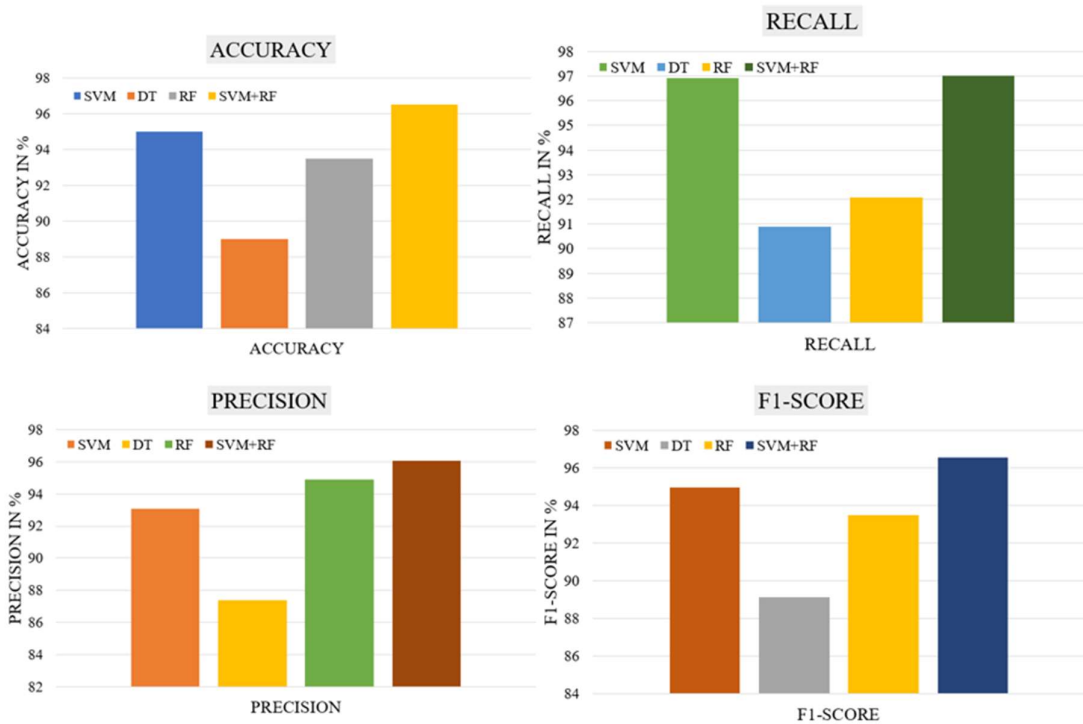 ACCURACY
98
SVM DT RF SVM+RF
96
94
92
90
88
86
84
ACCURACY IN %
ACCURACY
RECALL
98
SVM DT RF SVM+RF
97
96
95
94
93
92
91
90
89
88
87
RECALL IN %
RECALL
PRECISION
98
SVM DT RF SVM+RF
96
94
92
90
88
86
84
82
PRECISION IN %
PRECISION
F1-SCORE
98
SVM DT RF SVM+RF
96
94
92
90
88
86
84
F1-SCORE IN %
F1-SCORE